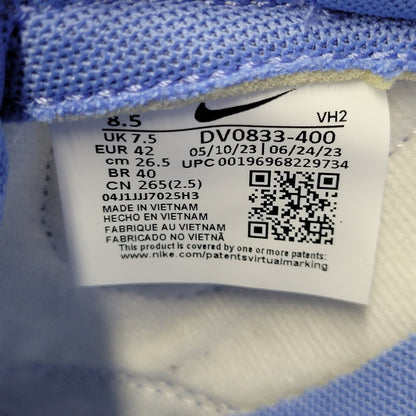 8.5 VH2
UK 7.5 DV0833-400
EUR 42 05/10/23 | 06/24/23
cm 26.5 UPC 00196968229734
BR 40
CN 265(2.5)
04J1JJJ7025H3
MADE IN VIETNAM
HECHO EN VIETNAM
FABRIQUE AU VIETNAM
FABRICADO NO VIETNÃ
This product is covered by one or more patents:
www.nike.com/patentsvirtualmarking